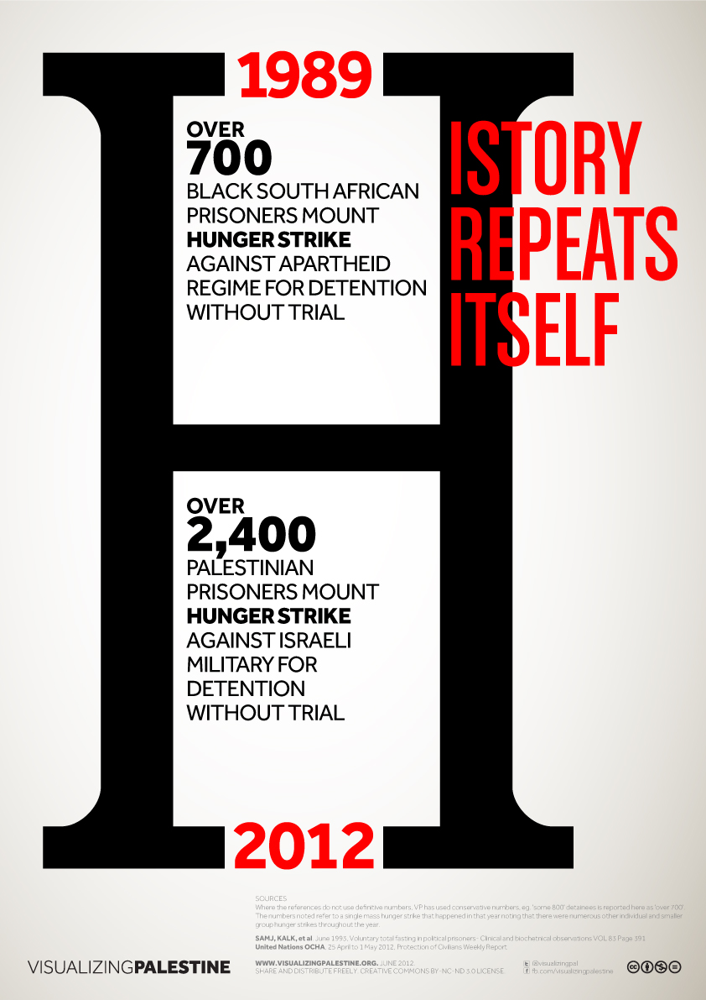 1989
HISTORY
REPEATS
ITSELF
OVER
700
BLACK SOUTH AFRICAN
PRISONERS MOUNT
HUNGER STRIKE
AGAINST APARTHEID
REGIME FOR DETENTION
WITHOUT TRIAL
OVER
2,400
PALESTINIAN
PRISONERS MOUNT
HUNGER STRIKE
AGAINST ISRAELI
MILITARY FOR
DETENTION
WITHOUT TRIAL
2012
SOURCES
Where the references do not use definitive numbers, VP has used conservative numbers, eg. 'some 800' detainees is reported here as 'over 700'
The numbers noted refer to a single mass hunger strike that happened in that year noting that there were numerous other individual and smaller
group hunger strikes throughout the year.
SAMJ, KALK, et al. June 1993, Voluntary total fasting in political prisoners - Clinical and biochetnical observations VOL 83 Page 391.
United Nations OCHA, 25 April to 1 May 2012, Protection of Civilians Weekly Report.
VISUALIZINGPALESTINE
WWW.VISUALIZINGPALESTINE.ORG. JUNE 2012.
SHARE AND DISTRIBUTE FREELY. CREATIVE COMMONS BY-NC-ND 3.0 LICENSE.
@visualizingpal
fb.com/visualizingpalestine